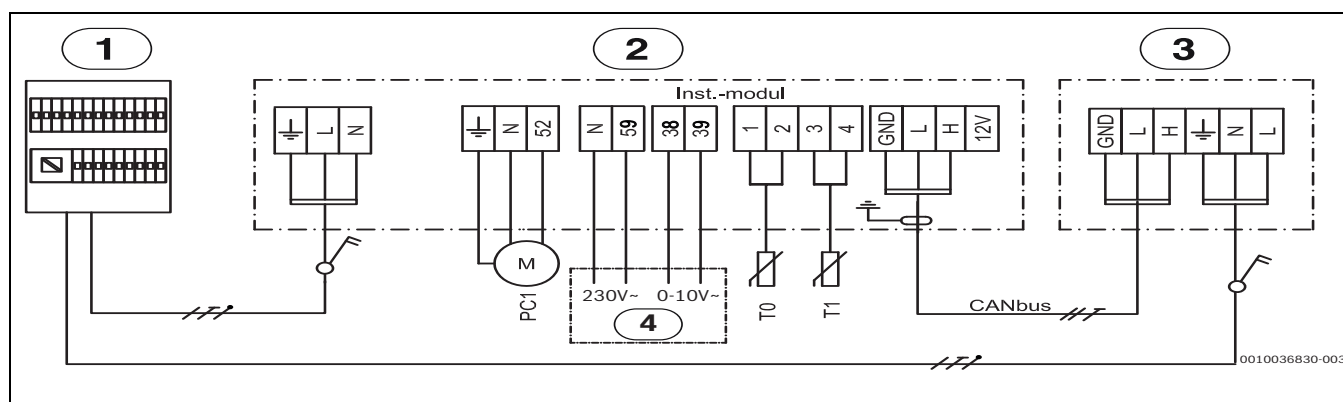 1 2 3
Inst.-modul
L N N 52 N 59 38 39 1 2 3 4 GND L H 12V GND L H N L
M
PC1
230V~ 0-10V~
4
T0 T1
CANbus
0010036830-003